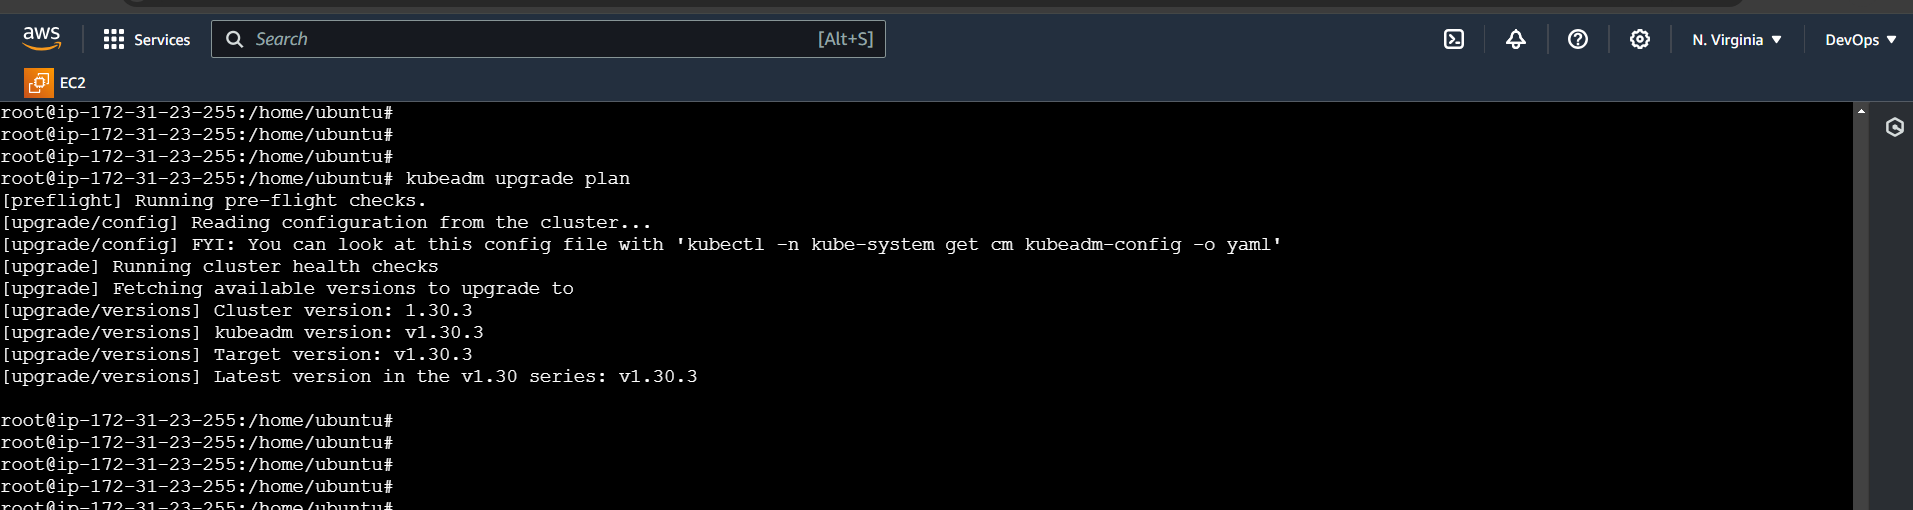 aws
Services
Search
[Alt+S]
N. Virginia
DevOps
EC2
root@ip-172-31-23-255:/home/ubuntu#
root@ip-172-31-23-255:/home/ubuntu#
root@ip-172-31-23-255:/home/ubuntu#
root@ip-172-31-23-255:/home/ubuntu# kubeadm upgrade plan
[preflight] Running pre-flight checks.
[upgrade/config] Reading configuration from the cluster...
[upgrade/config] FYI: You can look at this config file with 'kubectl -n kube-system get cm kubeadm-config -o yaml'
[upgrade] Running cluster health checks
[upgrade] Fetching available versions to upgrade to
[upgrade/versions] Cluster version: 1.30.3
[upgrade/versions] kubeadm version: v1.30.3
[upgrade/versions] Target version: v1.30.3
[upgrade/versions] Latest version in the v1.30 series: v1.30.3
root@ip-172-31-23-255:/home/ubuntu#
root@ip-172-31-23-255:/home/ubuntu#
root@ip-172-31-23-255:/home/ubuntu#
root@ip-172-31-23-255:/home/ubuntu#
root@ip-172-31-23-255:/home/ubuntu#